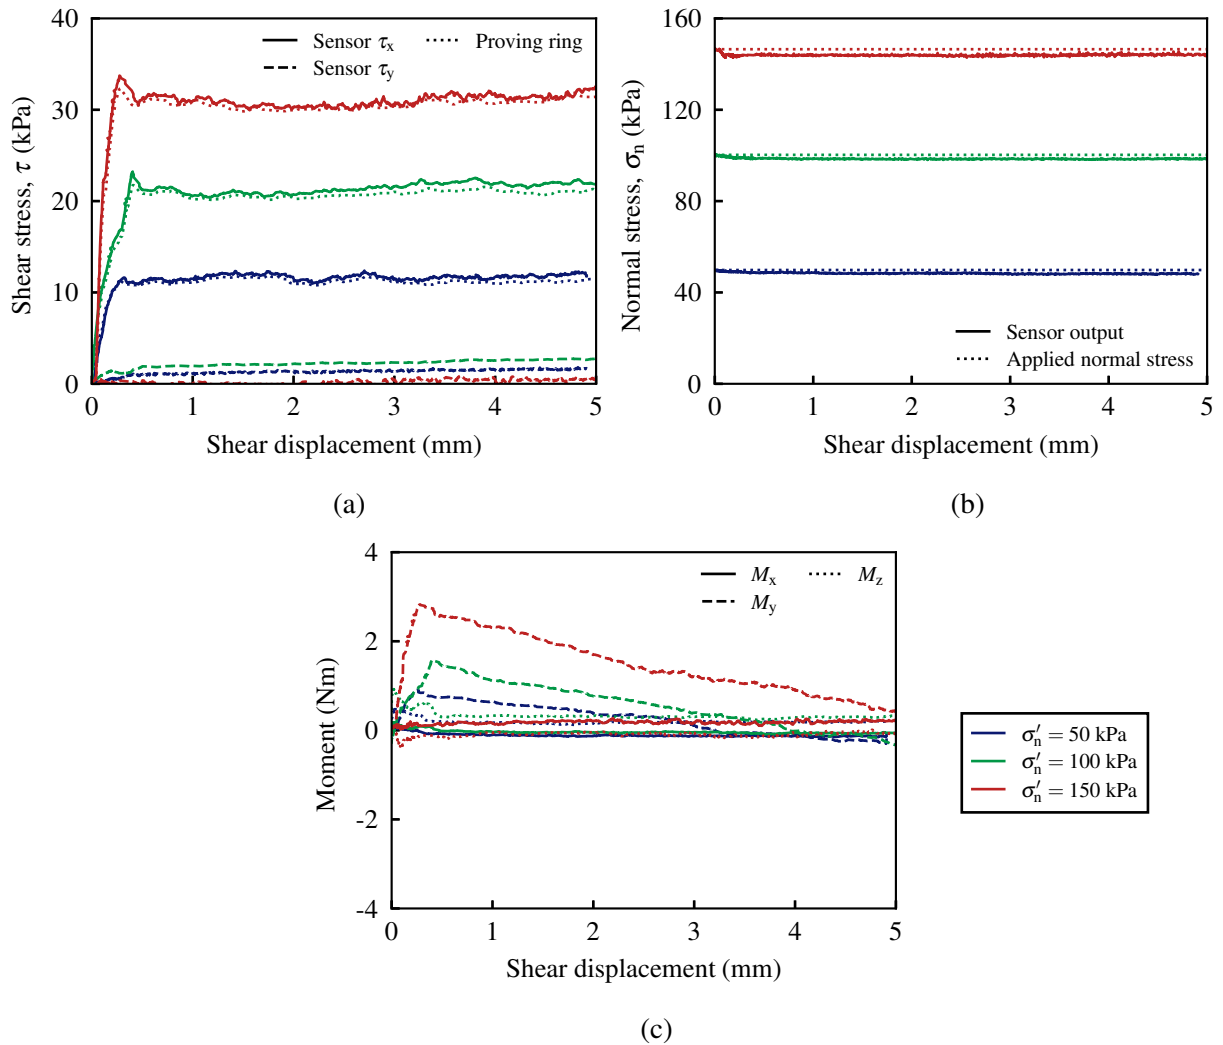 40
30
20
10
0
Shear stress, τ (kPa)
Sensor τx
Proving ring
Sensor τy
0 1 2 3 4 5
Shear displacement (mm)
(a)
160
120
80
40
0
Normal stress, σn (kPa)
Sensor output
Applied normal stress
0 1 2 3 4 5
Shear displacement (mm)
(b)
4
2
0
-2
-4
Moment (Nm)
Mx
Mz
My
0 1 2 3 4 5
Shear displacement (mm)
(c)
σ′n = 50 kPa
σ′n = 100 kPa
σ′n = 150 kPa